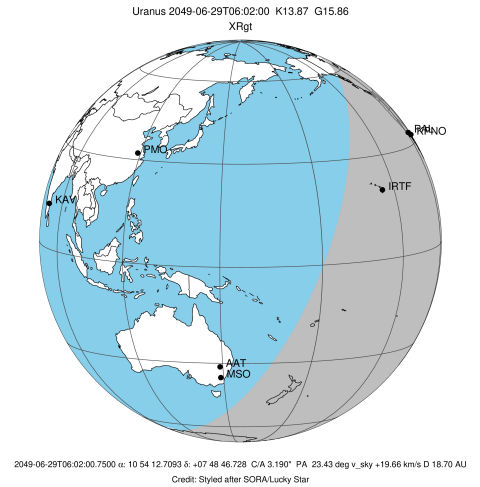 Uranus 2049-06-29T06:02:00  K13.87  G15.86
XRgt
RFNO
PMO
IRTF
KAV
AAT
MSO
2049-06-29T06:02:00.7500 α: 10 54 12.7093 δ: +07 48 46.728  C/A 3.190"  PA  23.43 deg v_sky +19.66 km/s D 18.70 AU
Credit: Styled after SORA/Lucky Star